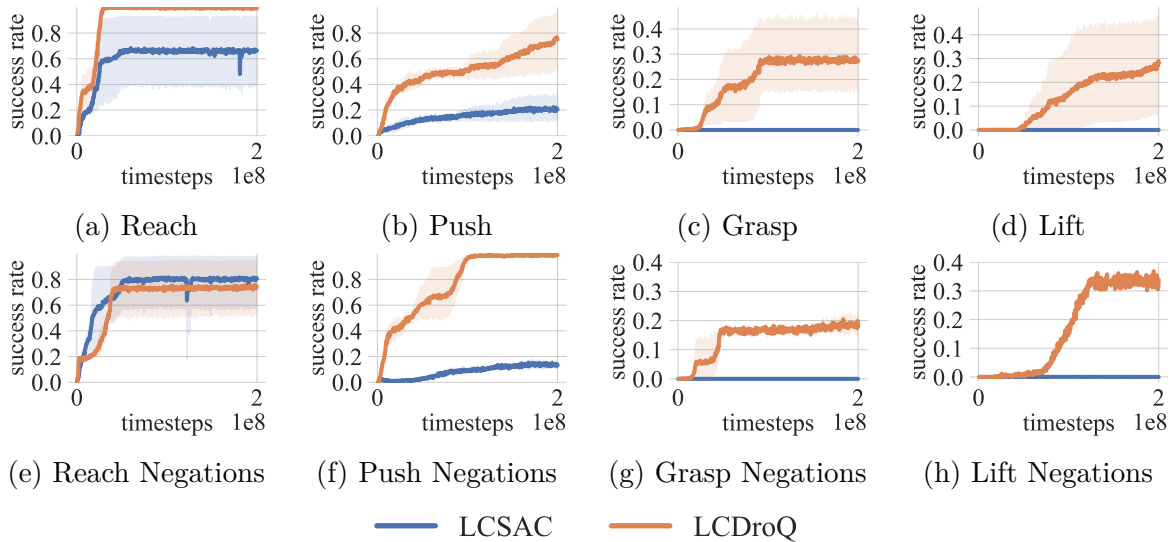 success rate
0.8
0.6
0.4
0.2
0.0
0
2
timesteps
1e8
(a) Reach
success rate
0.8
0.6
0.4
0.2
0.0
0
2
timesteps
1e8
(b) Push
success rate
0.4
0.3
0.2
0.1
0.0
0
2
timesteps
1e8
(c) Grasp
success rate
0.3
0.2
0.1
0.0
0
2
timesteps
1e8
(d) Lift
success rate
0.8
0.6
0.4
0.2
0.0
0
2
timesteps
1e8
(e) Reach Negations
success rate
0.8
0.6
0.4
0.2
0.0
0
2
timesteps
1e8
(f) Push Negations
success rate
0.4
0.3
0.2
0.1
0.0
0
2
timesteps
1e8
(g) Grasp Negations
success rate
0.4
0.3
0.2
0.1
0.0
0
2
timesteps
1e8
(h) Lift Negations
LCSAC LCDroQ